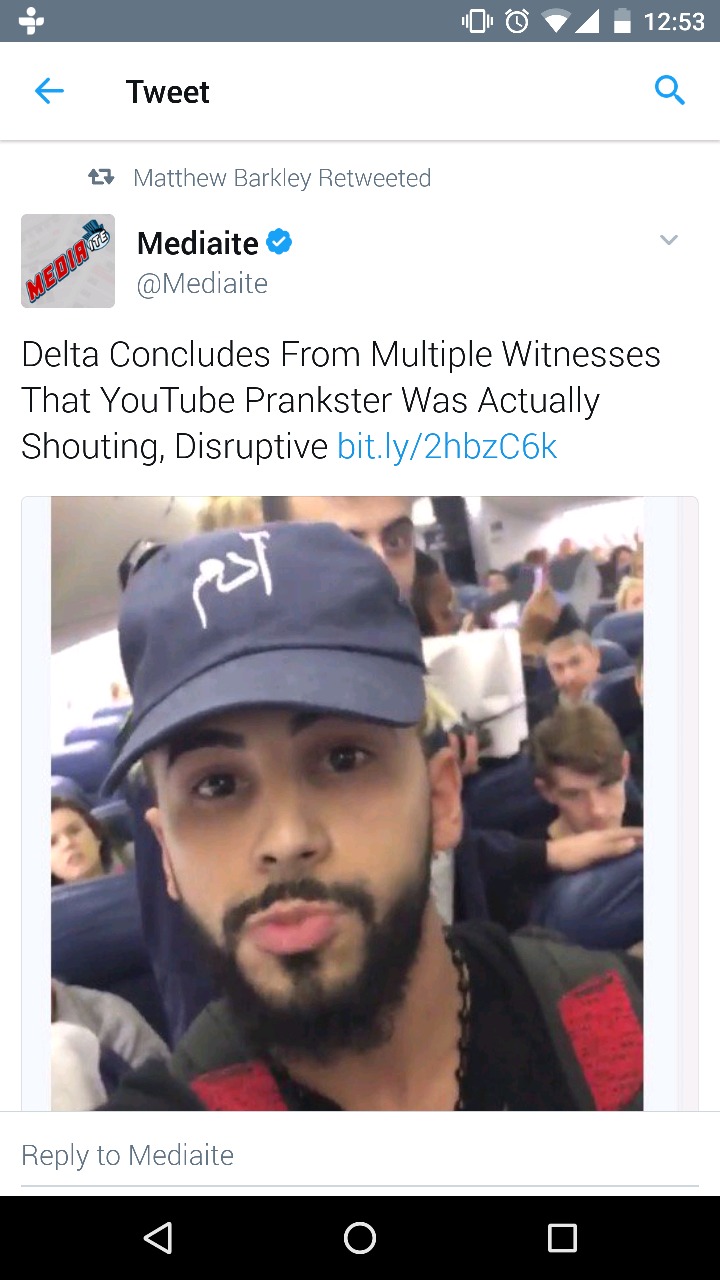 12:53
Tweet
Matthew Barkley Retweeted
MEDIAITE
Mediaite
@Mediaite
Delta Concludes From Multiple Witnesses
That YouTube Prankster Was Actually
Shouting, Disruptive bit.ly/2hbzC6k
آدم
Reply to Mediaite